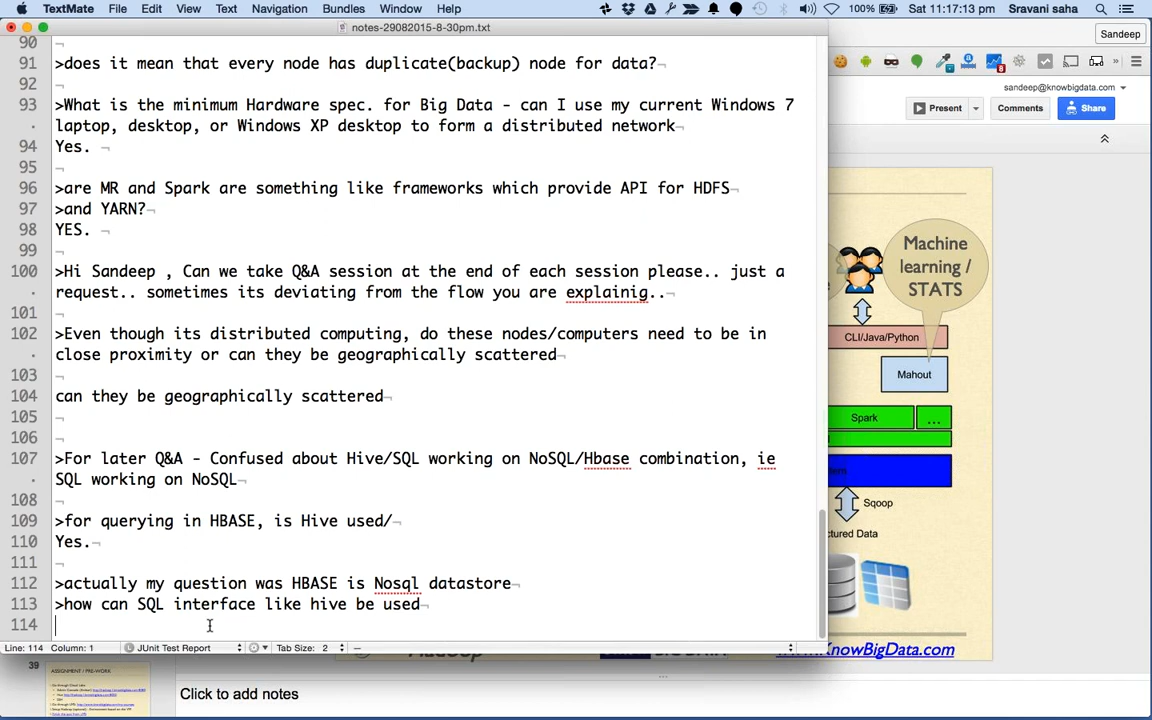 TextMate File Edit View Text Navigation Bundles Window Help 100% Sat 11:17:13 pm Sravani saha
notes-29082015-8-30pm.txt
Sandeep
90 ¬
91 >does it mean that every node has duplicate(backup) node for data?¬
92 ¬
93 >What is the minimum Hardware spec. for Big Data - can I use my current Windows 7
· laptop, desktop, or Windows XP desktop to form a distributed network¬
94 Yes. ¬
95 ¬
96 >are MR and Spark are something like frameworks which provide API for HDFS¬
97 >and YARN?¬
98 YES. ¬
99 ¬
100 >Hi Sandeep , Can we take Q&A session at the end of each session please.. just a
· request.. sometimes its deviating from the flow you are explainig..¬
101 ¬
102 >Even though its distributed computing, do these nodes/computers need to be in
· close proximity or can they be geographically scattered¬
103 ¬
104 can they be geographically scattered¬
105 ¬
106 ¬
107 >For later Q&A - Confused about Hive/SQL working on NoSQL/Hbase combination, ie
· SQL working on NoSQL¬
108 ¬
109 >for querying in HBASE, is Hive used/¬
110 Yes.¬
111 ¬
112 >actually my question was HBASE is Nosql datastore¬
113 >how can SQL interface like hive be used¬
114
Line: 114 Column: 1 JUnit Test Report Tab Size: 2 —
sandeep@knowbigdata.com
Present Comments Share
Machine
learning /
STATS
CLI/Java/Python
Mahout
Spark ...
Sqoop
ctured Data
KnowBigData.com
39
ASSIGNMENT / PRE-WORK
Click to add notes